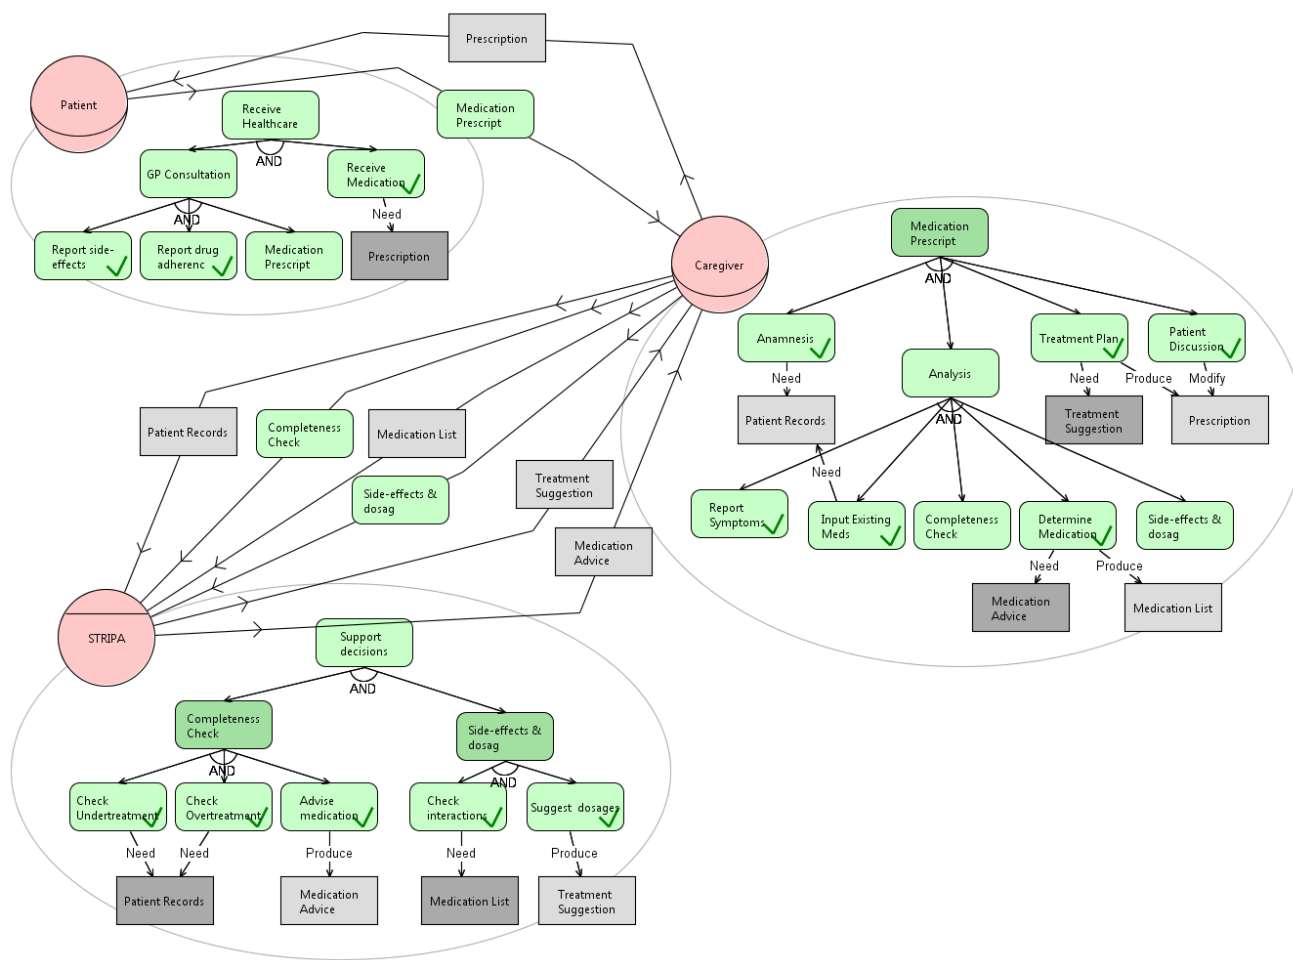 Prescription
Patient
Receive
Healthcare
Medication
Prescript
AND
GP Consultation
Receive
Medication
AND
Need
Report side-
effects
Report drug
adherenc
Medication
Prescript
Prescription
Caregiver
Medication
Prescript
AND
Anamnesis
Treatment Plan
Patient
Discussion
Analysis
Need
Need
Produce
Modify
Patient Records
AND
Treatment
Suggestion
Prescription
Need
Report
Symptoms
Input Existing
Meds
Completeness
Check
Determine
Medication
Side-effects &
dosag
Need
Produce
Medication
Advice
Medication List
Patient Records
Completeness
Check
Medication List
Side-effects &
dosag
Treatment
Suggestion
Medication
Advice
STRIPA
Support
decisions
AND
Completeness
Check
Side-effects &
dosag
AND
AND
Check
Undertreatment
Check
Overtreatment
Advise
medication
Check
interactions
Suggest dosages
Need
Need
Produce
Need
Produce
Patient Records
Medication
Advice
Medication List
Treatment
Suggestion